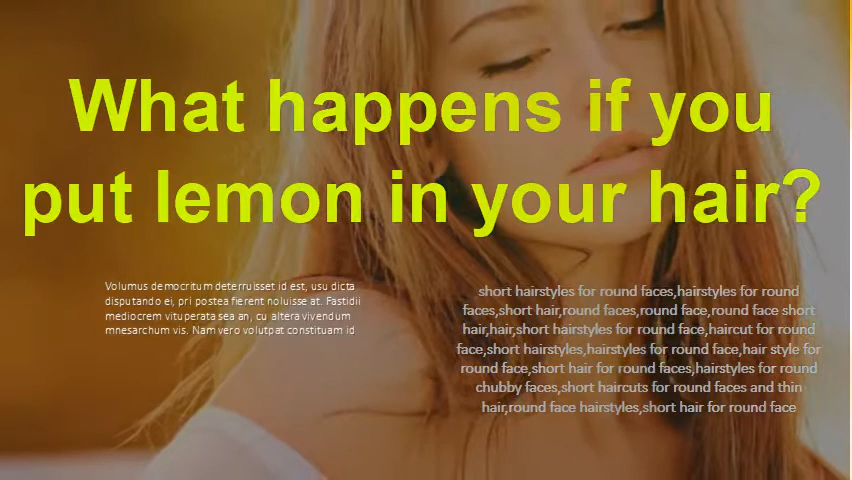 What happens if you
put lemon in your hair?
Volumus democritum deterruisset id est, usu dicta
disputando ei, pri postea fierent noluisse at. Fastidii
mediocrem vituperata sea an, cu altera vivendum
mnesarchum vis. Nam vero volutpat constituam id
short hairstyles for round faces,hairstyles for round
faces,short hair,round faces,round face,round face short
hair,hair,short hairstyles for round face,haircut for round
face,short hairstyles,hairstyles for round face,hair style for
round face,short hair for round faces,hairstyles for round
chubby faces,short haircuts for round faces and thin
hair,round face hairstyles,short hair for round face